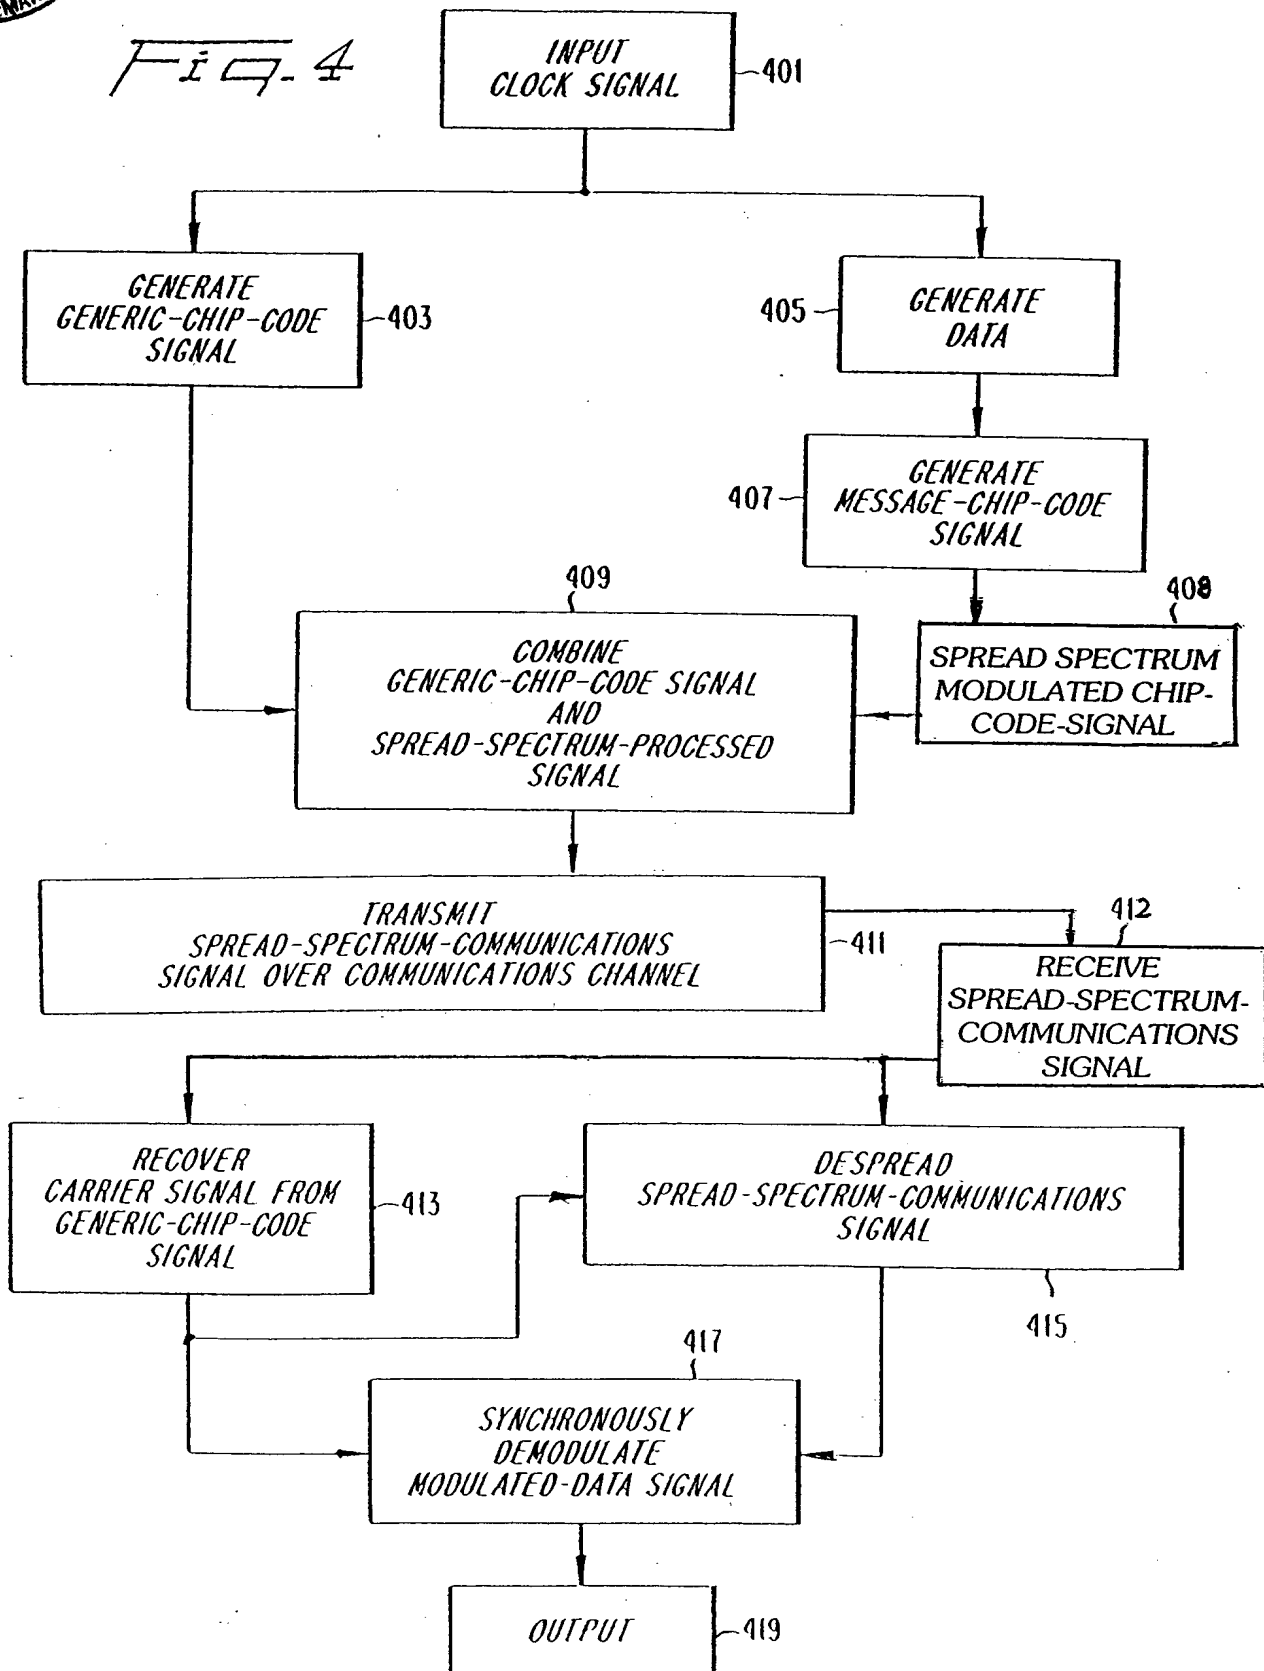 Fig. 4
INPUT
CLOCK SIGNAL
401
GENERATE
GENERIC-CHIP-CODE
SIGNAL
403
405
GENERATE
DATA
407
GENERATE
MESSAGE-CHIP-CODE
SIGNAL
408
SPREAD SPECTRUM
MODULATED CHIP-
CODE-SIGNAL
409
COMBINE
GENERIC-CHIP-CODE SIGNAL
AND
SPREAD-SPECTRUM-PROCESSED
SIGNAL
TRANSMIT
SPREAD-SPECTRUM-COMMUNICATIONS
SIGNAL OVER COMMUNICATIONS CHANNEL
411
412
RECEIVE
SPREAD-SPECTRUM-
COMMUNICATIONS
SIGNAL
RECOVER
CARRIER SIGNAL FROM
GENERIC-CHIP-CODE
SIGNAL
413
DESPREAD
SPREAD-SPECTRUM-COMMUNICATIONS
SIGNAL
415
417
SYNCHRONOUSLY
DEMODULATE
MODULATED-DATA SIGNAL
OUTPUT
419